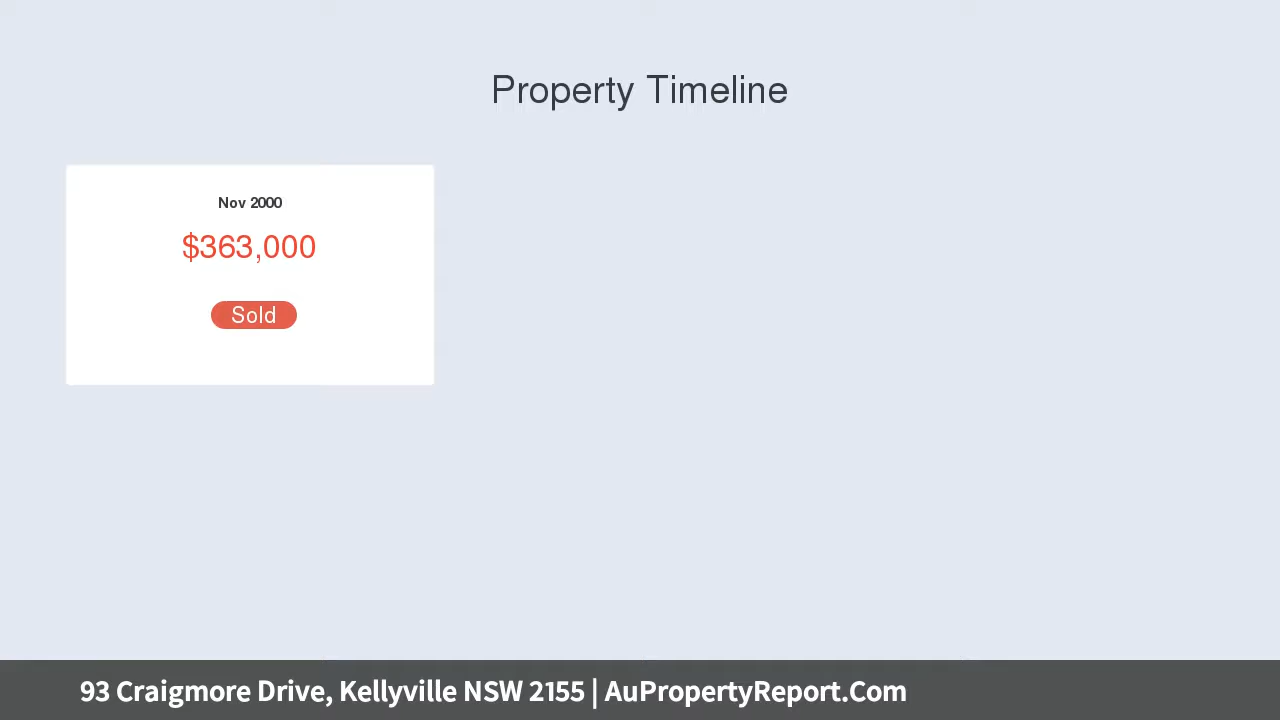 Property Timeline
Nov 2000
$363,000
Sold
93 Craigmore Drive, Kellyville NSW 2155 | AuPropertyReport.Com